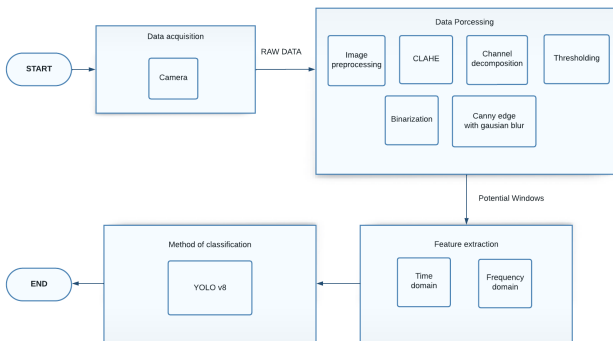 START
Data acquisition
Camera
RAW DATA
Data Porcessing
Image
preprocessing
CLAHE
Channel
decomposition
Thresholding
Binarization
Canny edge
with gausian blur
Potential Windows
Feature extraction
Time
domain
Frequency
domain
Method of classification
YOLO v8
END